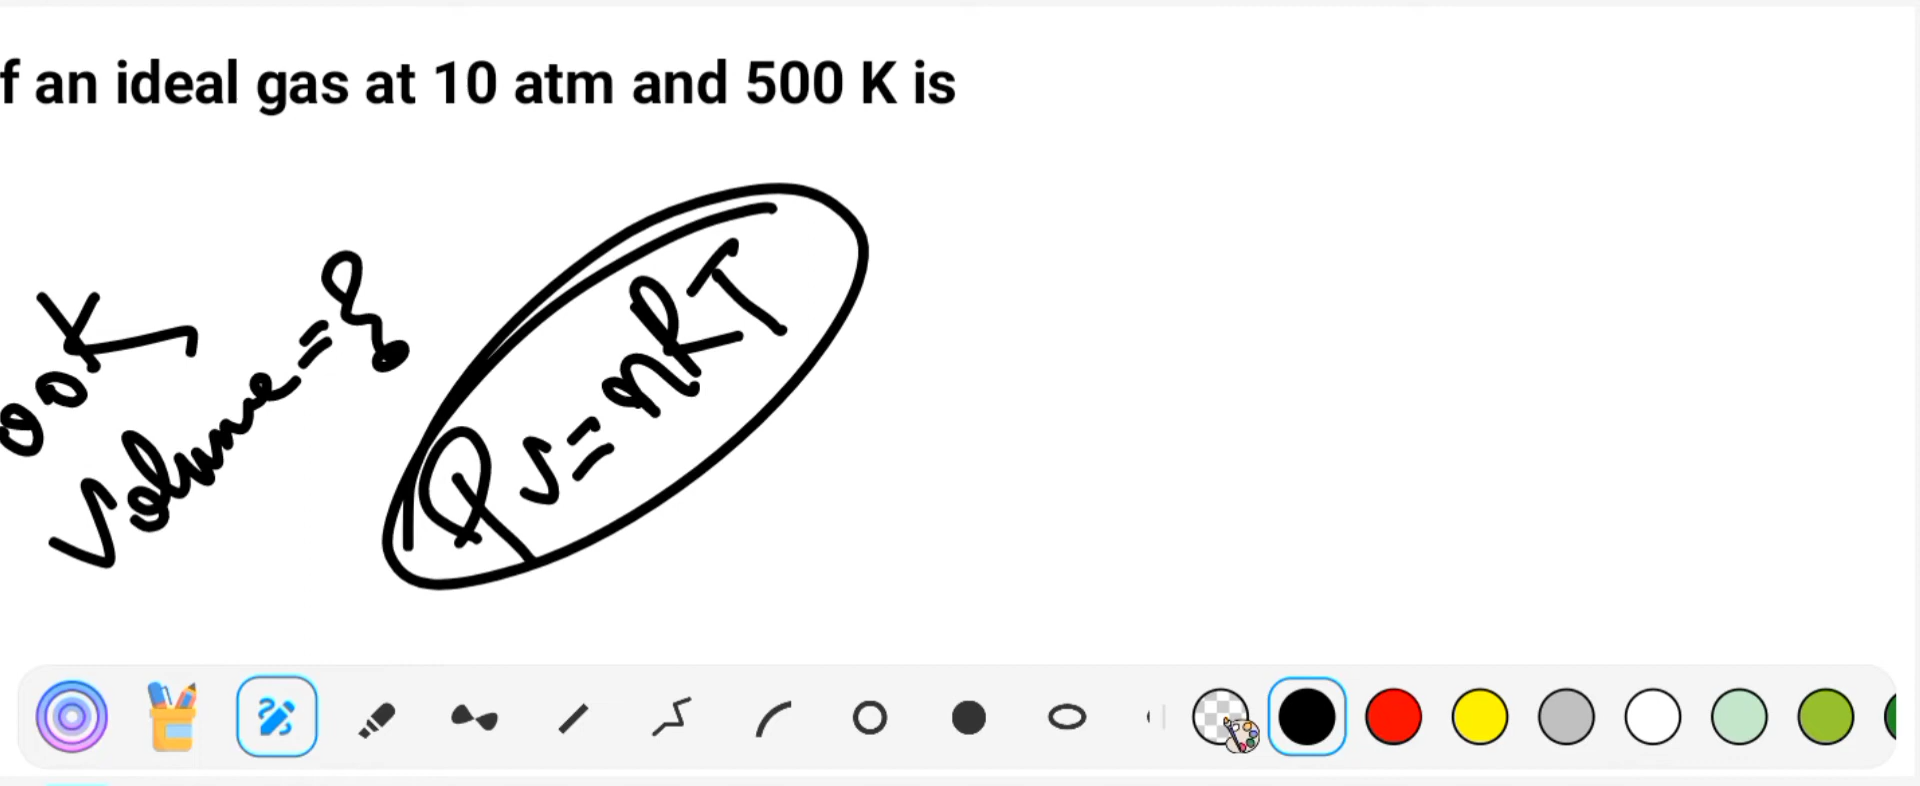 f an ideal gas at 10 atm and 500 K is
00K
Volume = ?
PV = nRT